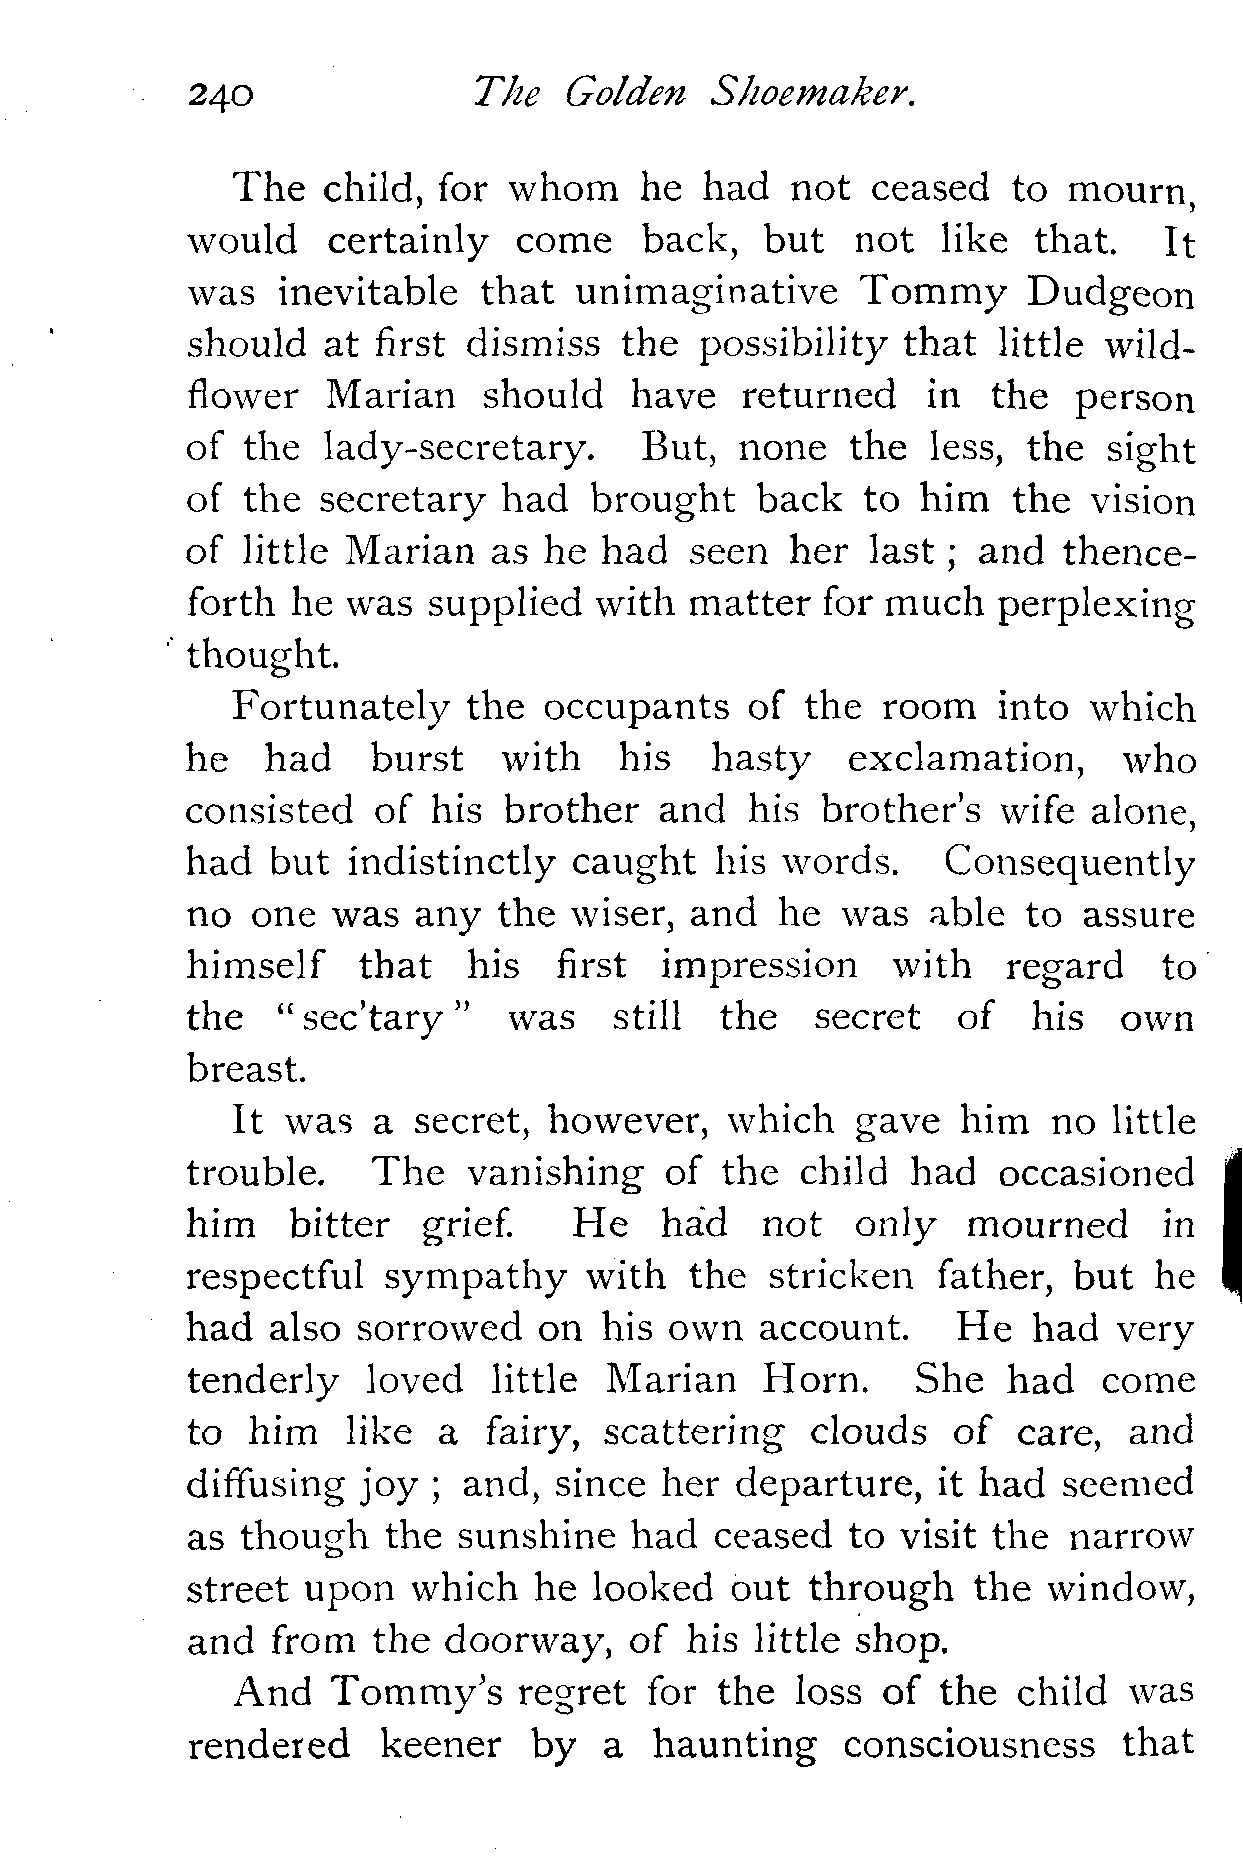 240 The Golden Shoemaker.
The child, for whom he had not ceased to mourn,
would certainly come back, but not like that. It
was inevitable that unimaginative Tommy Dudgeon
should at first dismiss the possibility that little wild-
flower Marian should have returned in the person
of the lady-secretary. But, none the less, the sight
of the secretary had brought back to him the vision
of little Marian as he had seen her last ; and thence-
forth he was supplied with matter for much perplexing
thought.
Fortunately the occupants of the room into which
he had burst with his hasty exclamation, who
consisted of his brother and his brother's wife alone,
had but indistinctly caught his words. Consequently
no one was any the wiser, and he was able to assure
himself that his first impression with regard to
the “ sec'tary ” was still the secret of his own
breast.
It was a secret, however, which gave him no little
trouble. The vanishing of the child had occasioned
him bitter grief. He had not only mourned in
respectful sympathy with the stricken father, but he
had also sorrowed on his own account. He had very
tenderly loved little Marian Horn. She had come
to him like a fairy, scattering clouds of care, and
diffusing joy ; and, since her departure, it had seemed
as though the sunshine had ceased to visit the narrow
street upon which he looked out through the window,
and from the doorway, of his little shop.
And Tommy's regret for the loss of the child was
rendered keener by a haunting consciousness that